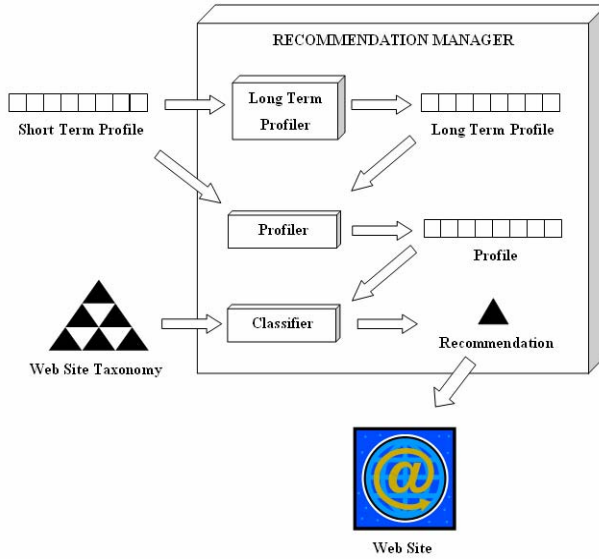 RECOMMENDATION MANAGER
Long Term
Profiler
Short Term Profile
Long Term Profile
Profiler
Profile
Classifier
Recommendation
Web Site Taxonomy
@
Web Site